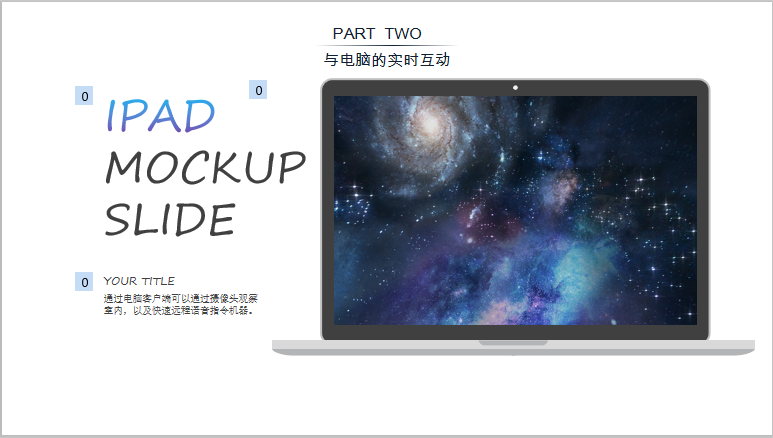 PART TWO
与电脑的实时互动
0
0
IPAD
MOCKUP
SLIDE
0
YOUR TITLE
通过电脑客户端可以通过摄像头观察
室内，以及快速远程语音指令机器。